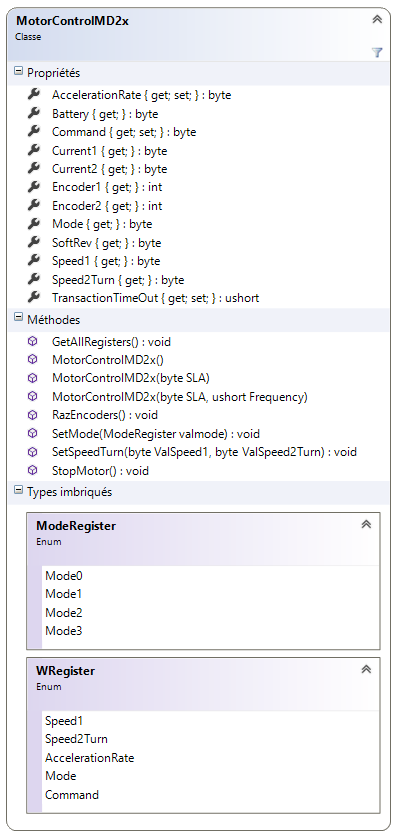 MotorControlMD2x
Classe
Propriétés
AccelerationRate { get; set; } : byte
Battery { get; } : byte
Command { get; set; } : byte
Current1 { get; } : byte
Current2 { get; } : byte
Encoder1 { get; } : int
Encoder2 { get; } : int
Mode { get; } : byte
SoftRev { get; } : byte
Speed1 { get; } : byte
Speed2Turn { get; } : byte
TransactionTimeOut { get; set; } : ushort
Méthodes
GetAllRegisters() : void
MotorControlMD2x()
MotorControlMD2x(byte SLA)
MotorControlMD2x(byte SLA, ushort Frequency)
RazEncoders() : void
SetMode(ModeRegister valmode) : void
SetSpeedTurn(byte ValSpeed1, byte ValSpeed2Turn) : void
StopMotor() : void
Types imbriqués
ModeRegister
Enum
Mode0
Mode1
Mode2
Mode3
WRegister
Enum
Speed1
Speed2Turn
AccelerationRate
Mode
Command